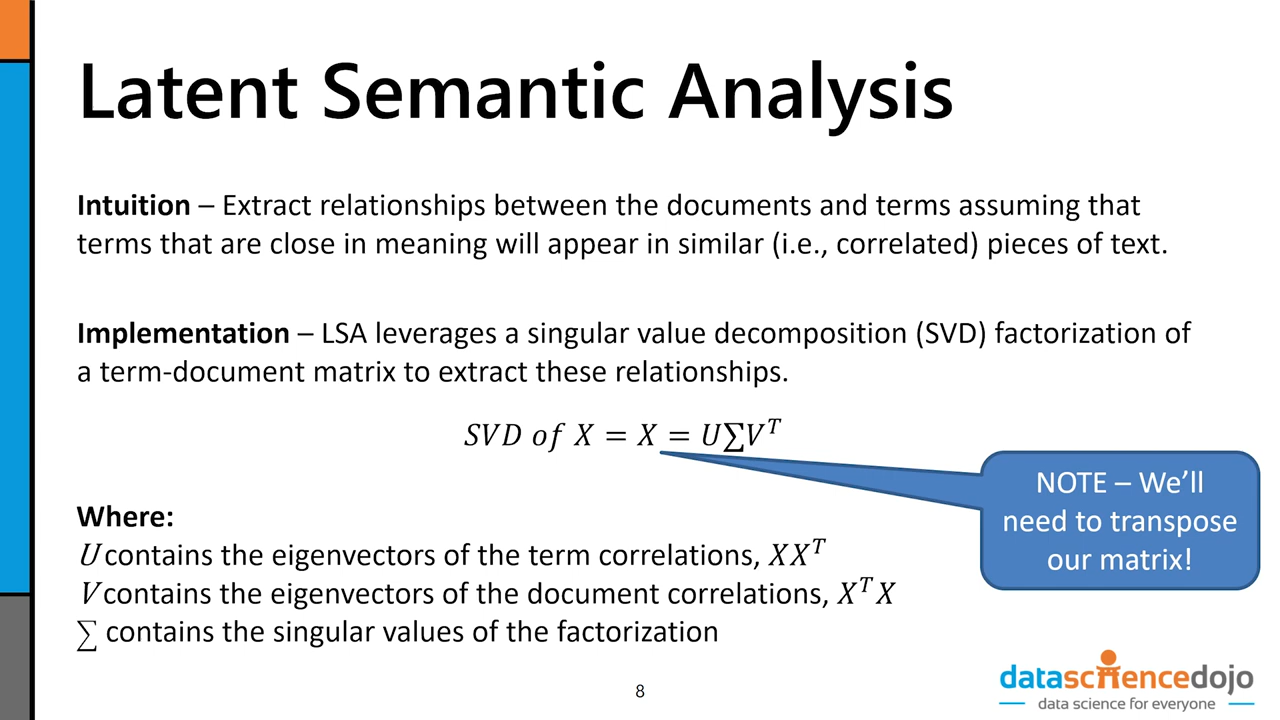 Latent Semantic Analysis
Intuition – Extract relationships between the documents and terms assuming that
terms that are close in meaning will appear in similar (i.e., correlated) pieces of text.
Implementation – LSA leverages a singular value decomposition (SVD) factorization of
a term-document matrix to extract these relationships.
SVD of X = X = U∑Vᵀ
NOTE – We’ll
need to transpose
our matrix!
Where:
U contains the eigenvectors of the term correlations, XXᵀ
V contains the eigenvectors of the document correlations, XᵀX
∑ contains the singular values of the factorization
datasciencedojo
data science for everyone
8